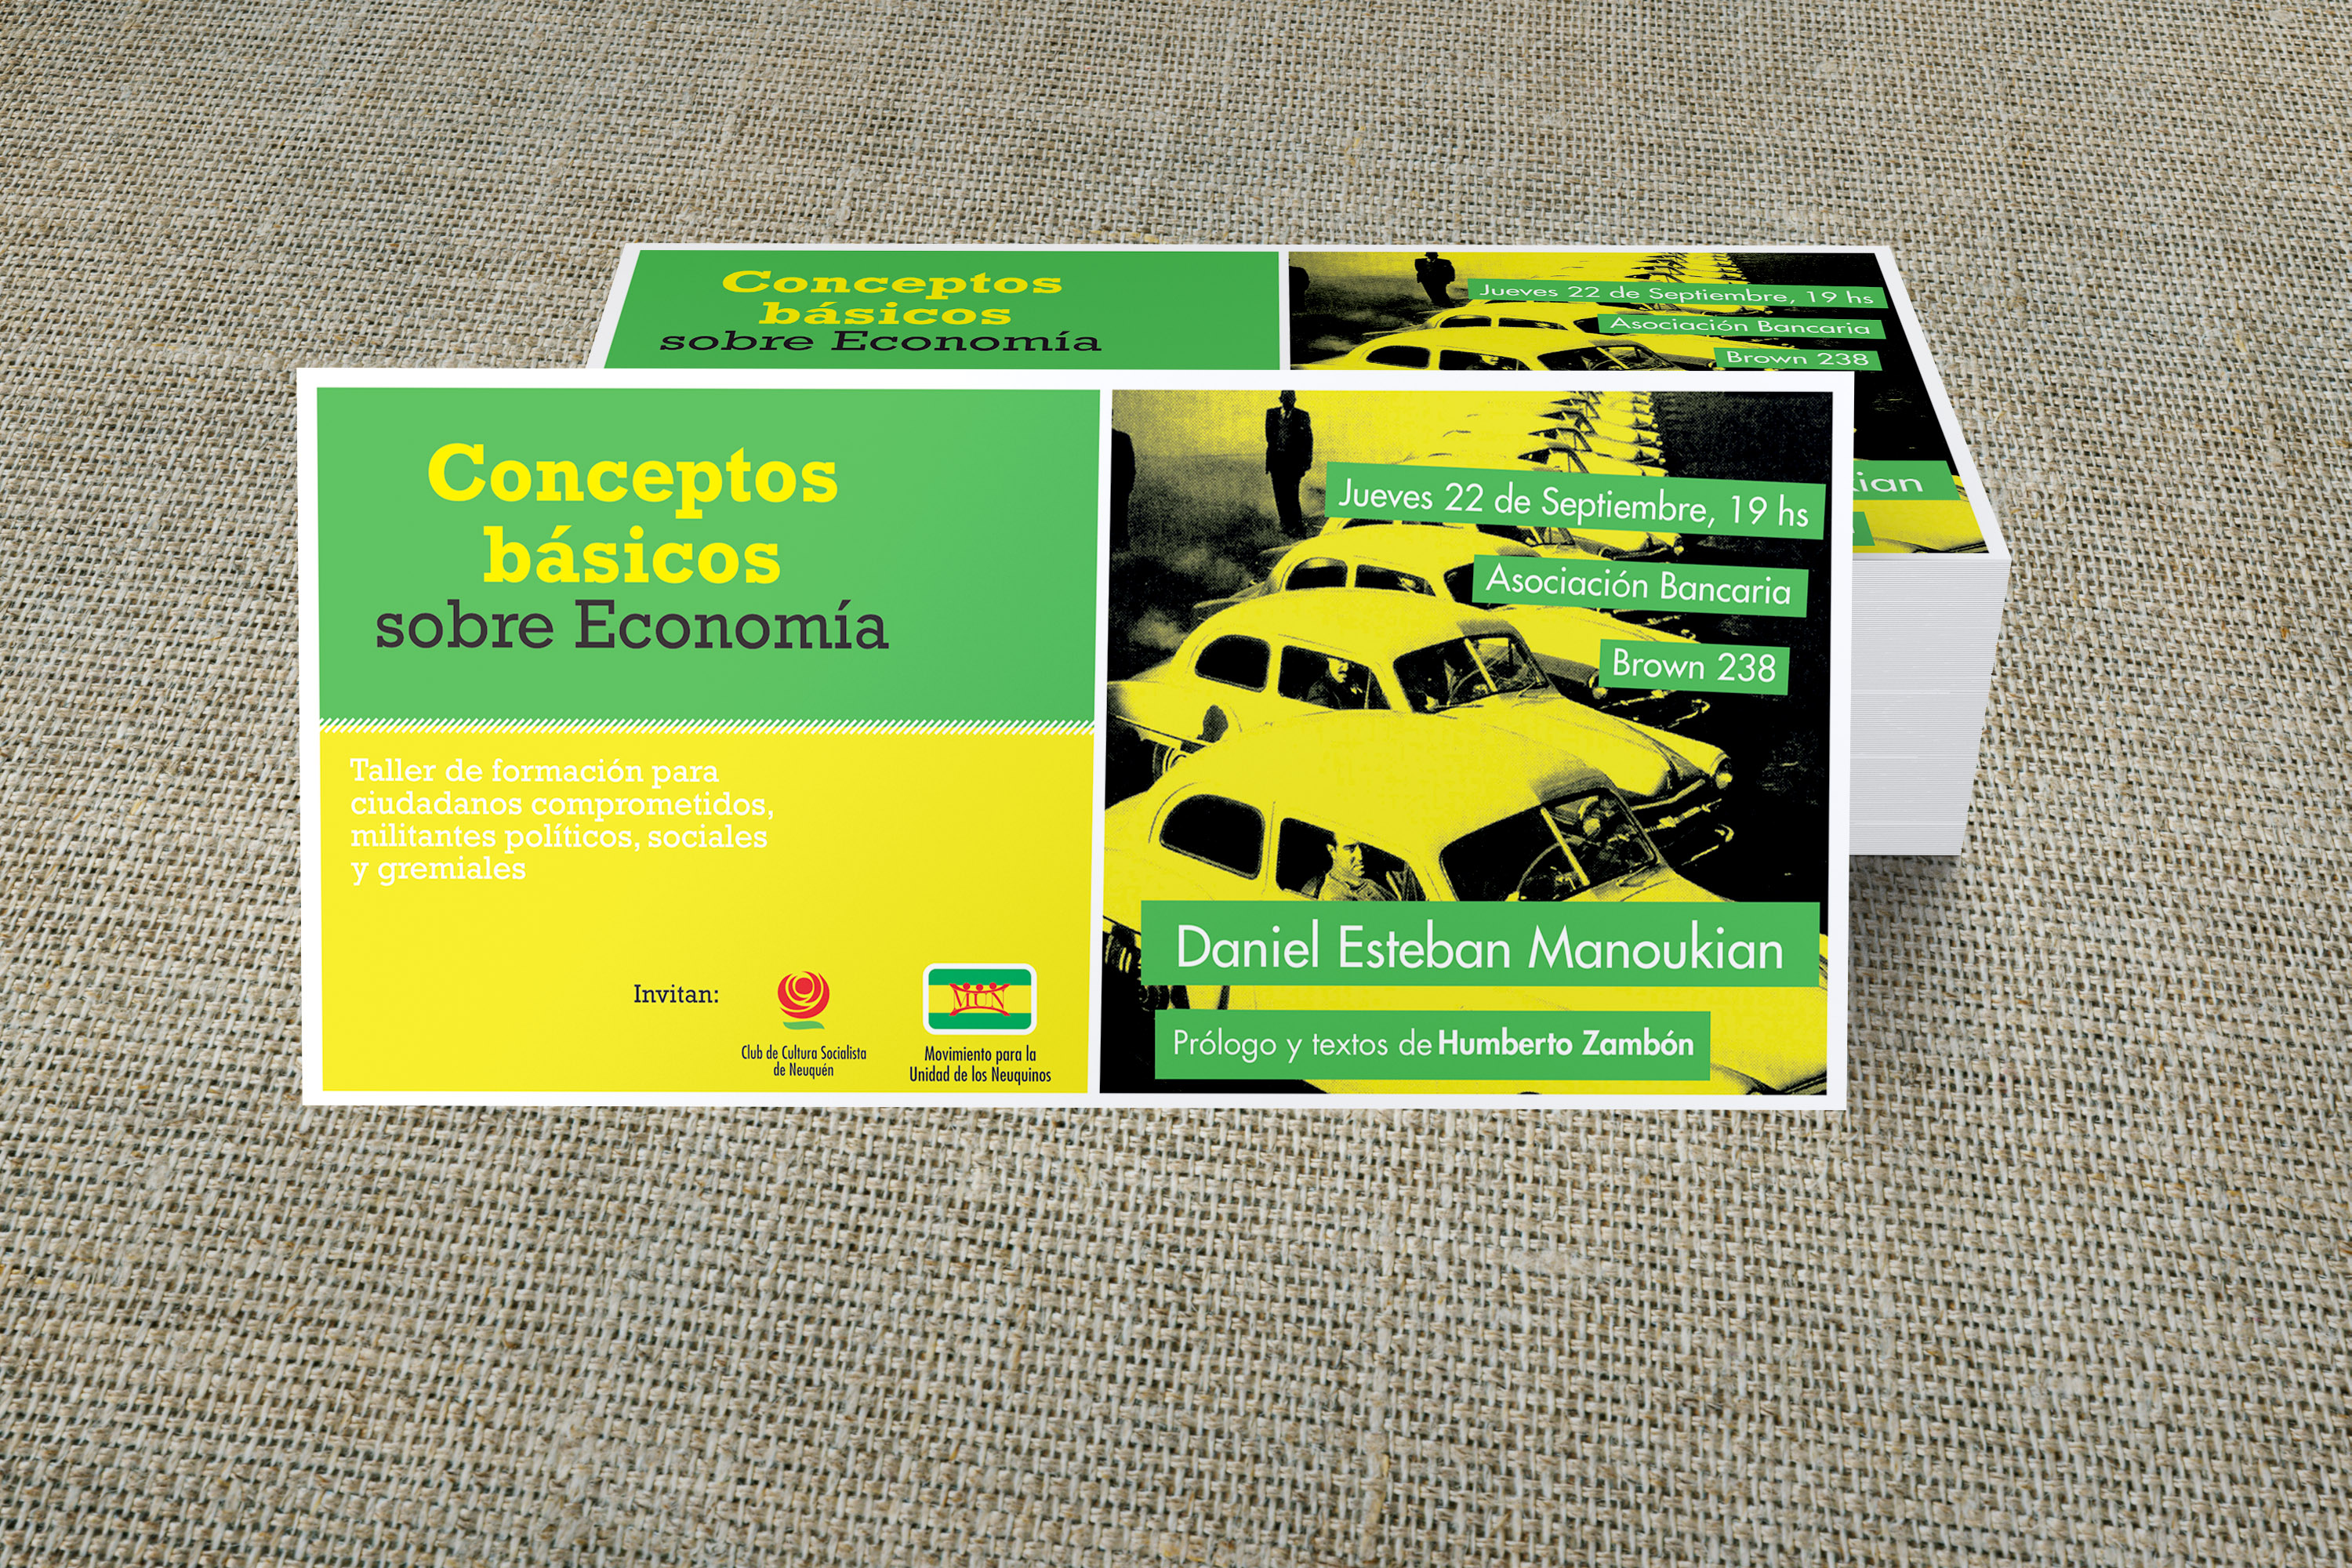 Conceptos
básicos
sobre Economía
Jueves 22 de Septiembre, 19 hs
Asociación Bancaria
Brown 238
ian
Conceptos
básicos
sobre Economía
Taller de formación para
ciudadanos comprometidos,
militantes políticos, sociales
y gremiales
Invitan:
Club de Cultura Socialista
de Neuquén
MUN
Movimiento para la
Unidad de los Neuquinos
Jueves 22 de Septiembre, 19 hs
Asociación Bancaria
Brown 238
Daniel Esteban Manoukian
Prólogo y textos de Humberto Zambón